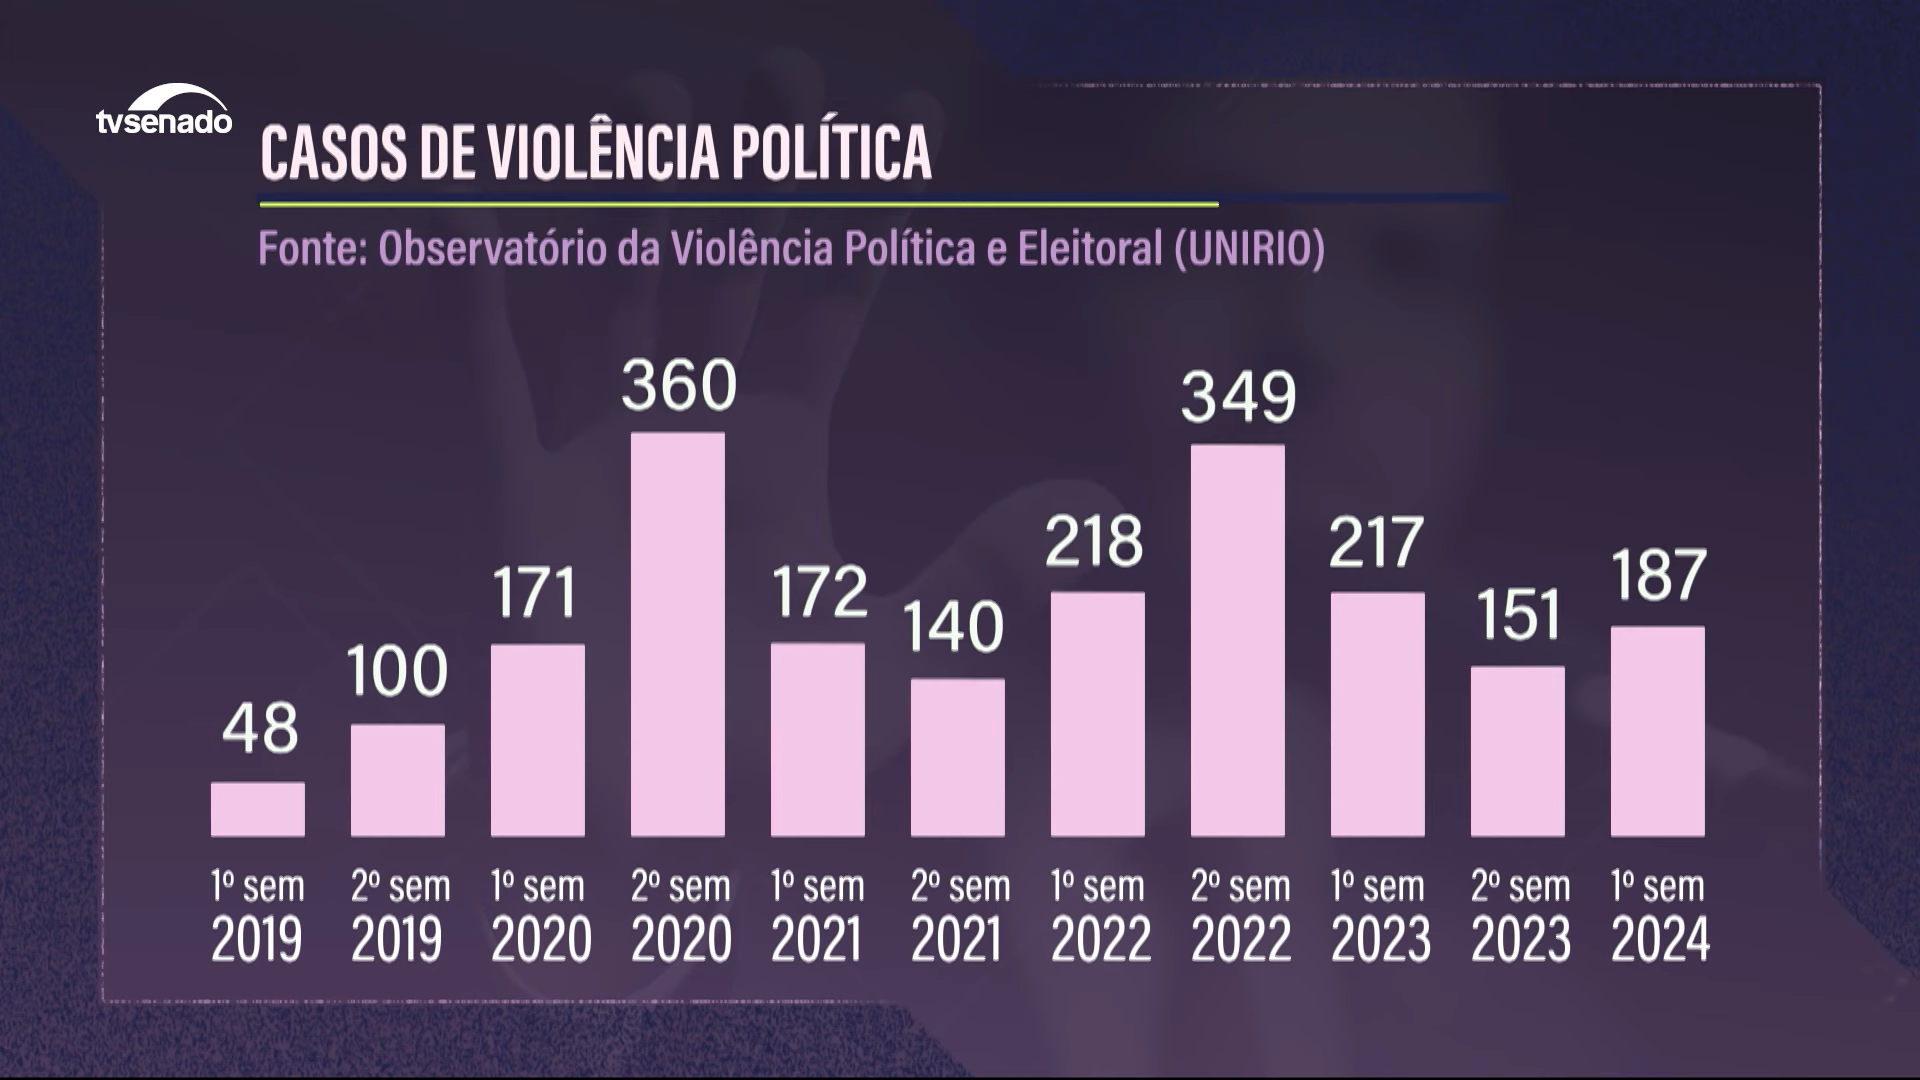 tvsenado
CASOS DE VIOLÊNCIA POLÍTICA
Fonte: Observatório da Violência Política e Eleitoral (UNIRIO)
48
100
171
360
172
140
218
349
217
151
187
1º sem 2º sem 1º sem 2º sem 1º sem 2º sem 1º sem 2º sem 1º sem 2º sem 1º sem
2019 2019 2020 2020 2021 2021 2022 2022 2023 2023 2024